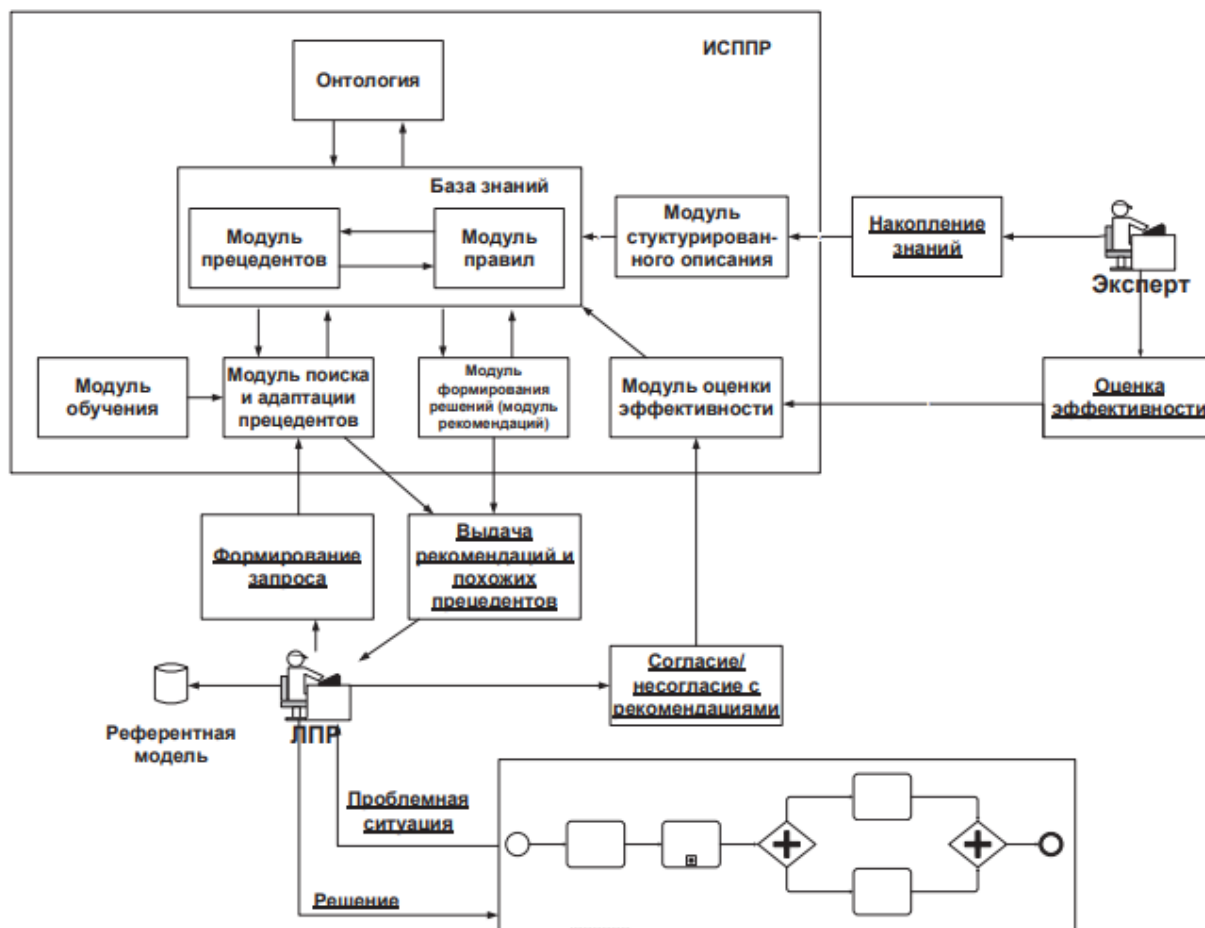 ИСППР
Онтология
База знаний
Модуль
прецедентов
Модуль
правил
Модуль
стуктурирован-
ного описания
Накопление
знаний
Эксперт
Модуль
обучения
Модуль поиска
и адаптации
прецедентов
Модуль
формирования
решений (модуль
рекомендаций)
Модуль оценки
эффективности
Оценка
эффективности
Формирование
запроса
Выдача
рекомендаций и
похожих
прецедентов
Согласие/
несогласие с
рекомендациями
Референтная
модель
ЛПР
Проблемная
ситуация
Решение